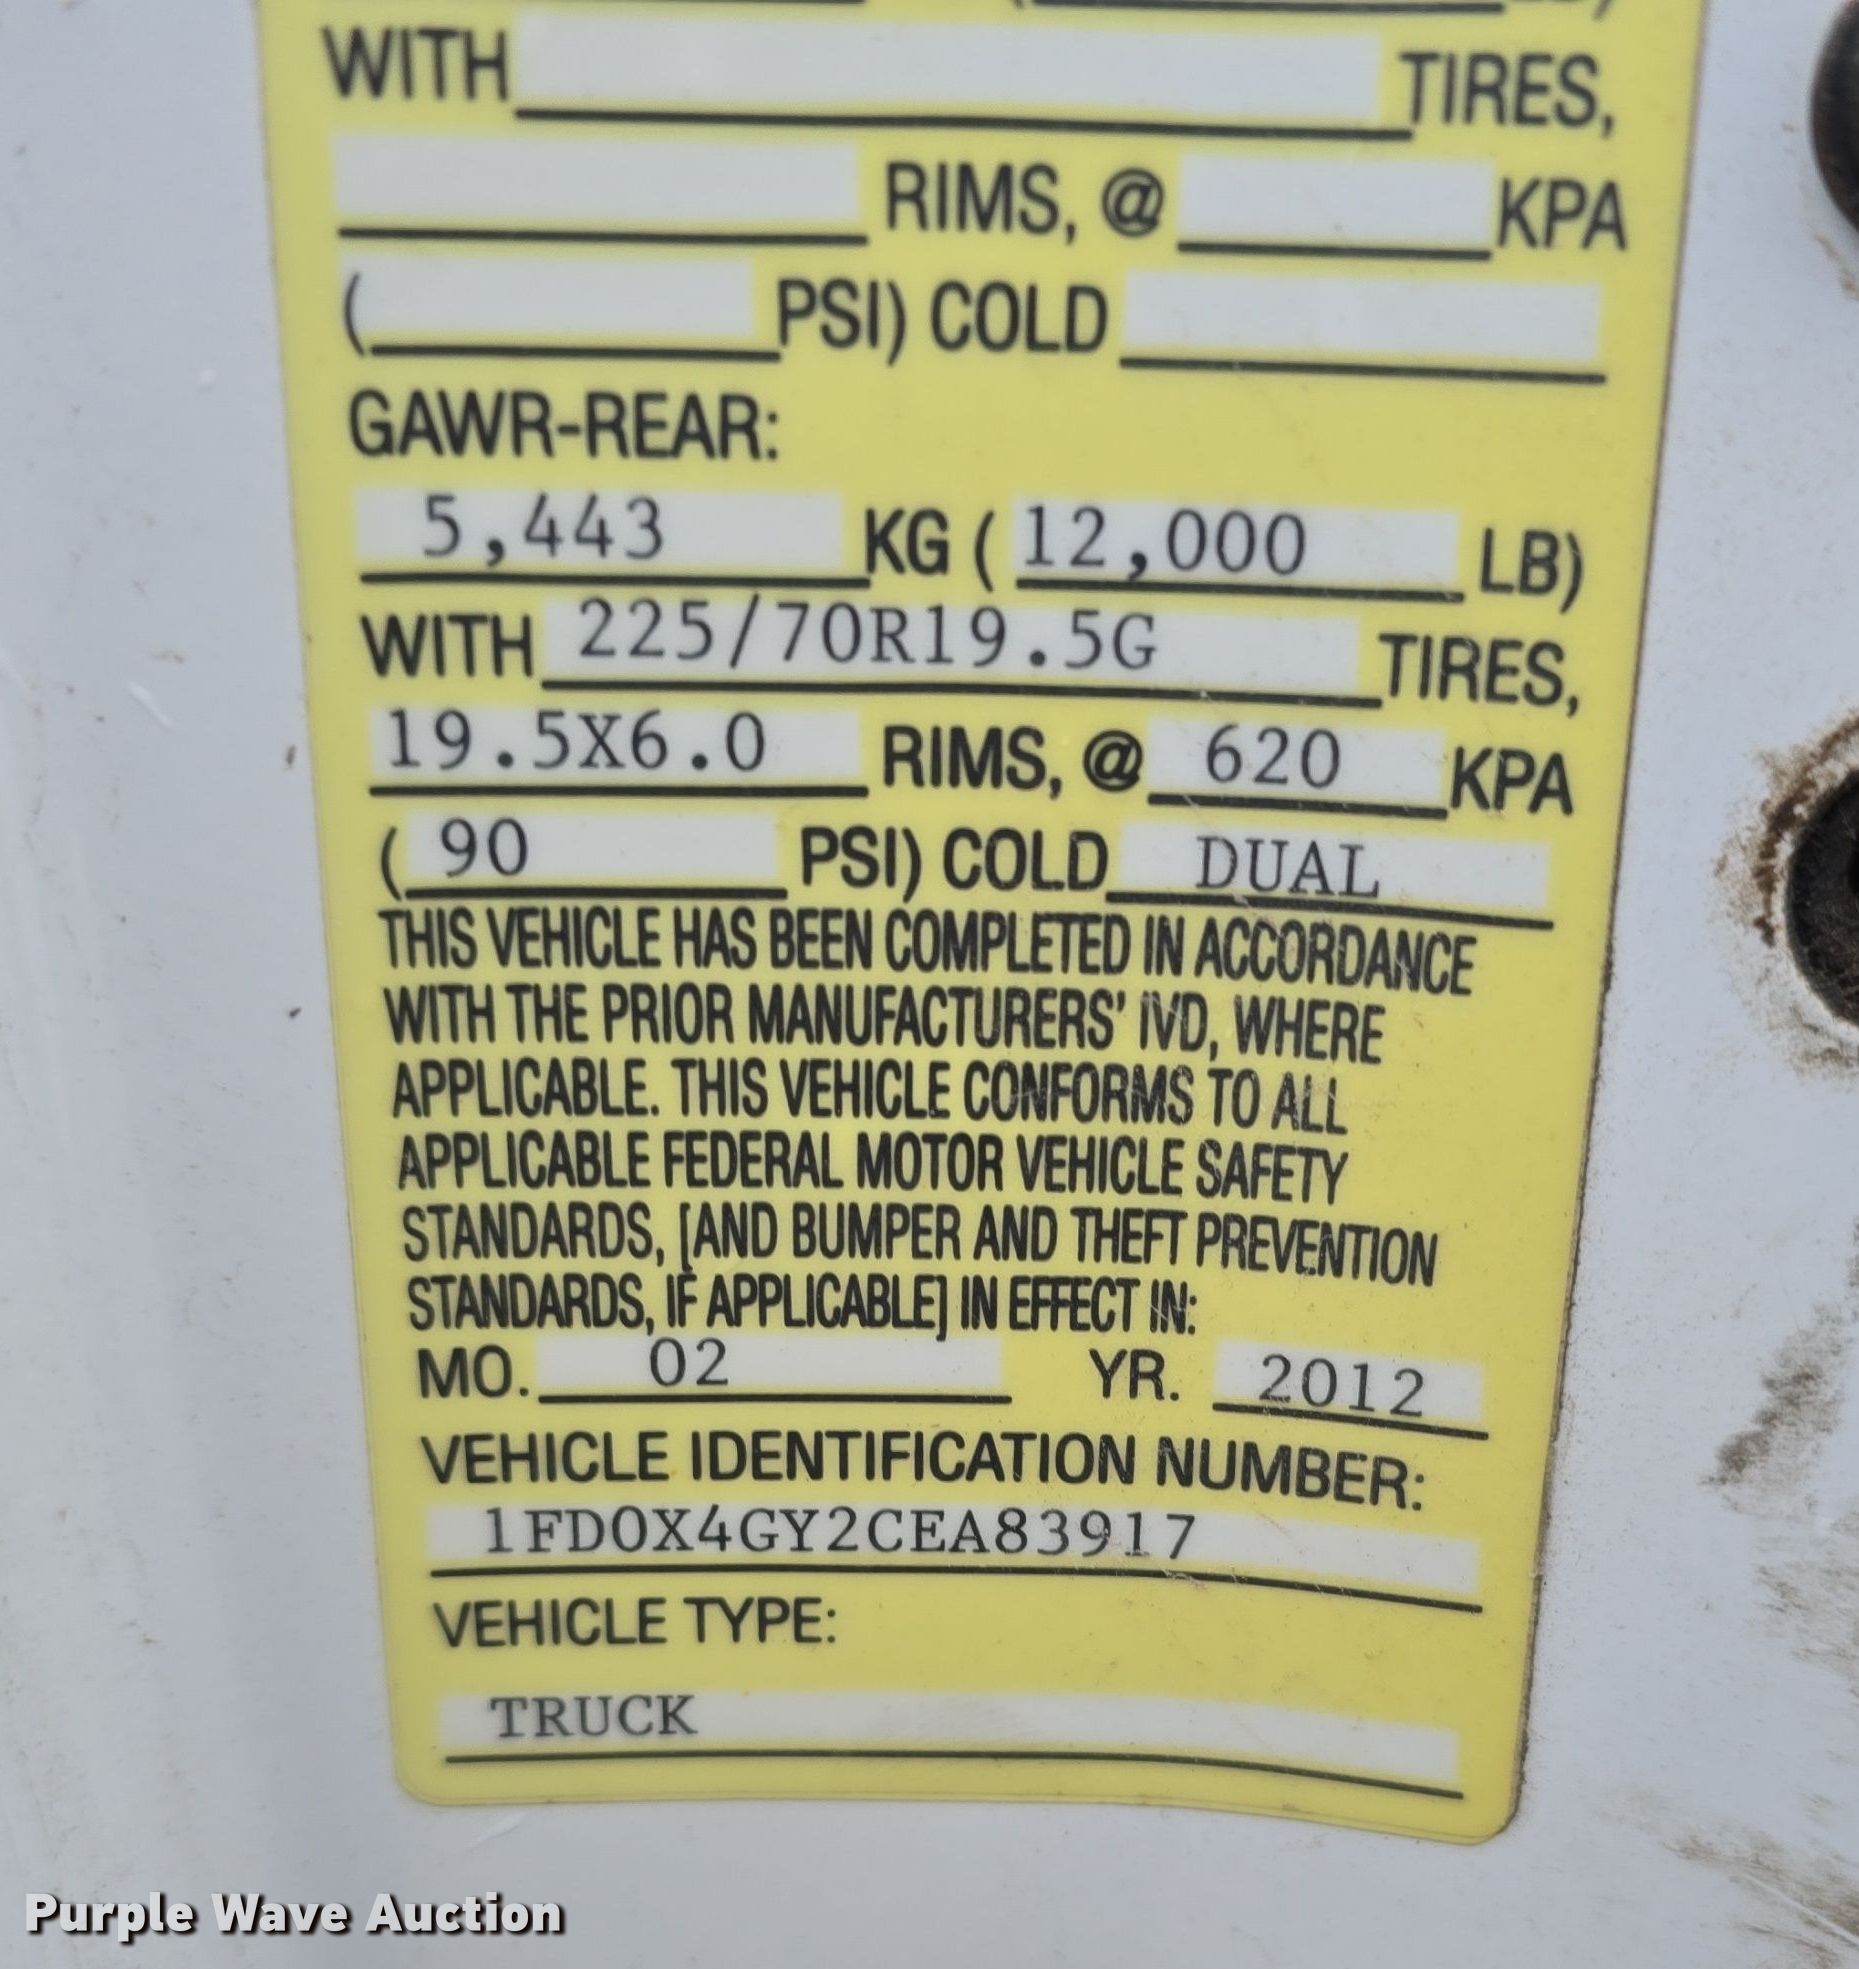 WITH TIRES,
RIMS, @ KPA
( PSI) COLD
GAWR-REAR:
5,443 KG ( 12,000 LB)
WITH 225/70R19.5G TIRES,
19.5X6.0 RIMS, @ 620 KPA
( 90 PSI) COLD DUAL
THIS VEHICLE HAS BEEN COMPLETED IN ACCORDANCE
WITH THE PRIOR MANUFACTURERS' IVD, WHERE
APPLICABLE. THIS VEHICLE CONFORMS TO ALL
APPLICABLE FEDERAL MOTOR VEHICLE SAFETY
STANDARDS, [AND BUMPER AND THEFT PREVENTION
STANDARDS, IF APPLICABLE] IN EFFECT IN:
MO. 02 YR. 2012
VEHICLE IDENTIFICATION NUMBER:
1FD0X4GY2CEA83917
VEHICLE TYPE:
TRUCK
Purple Wave Auction